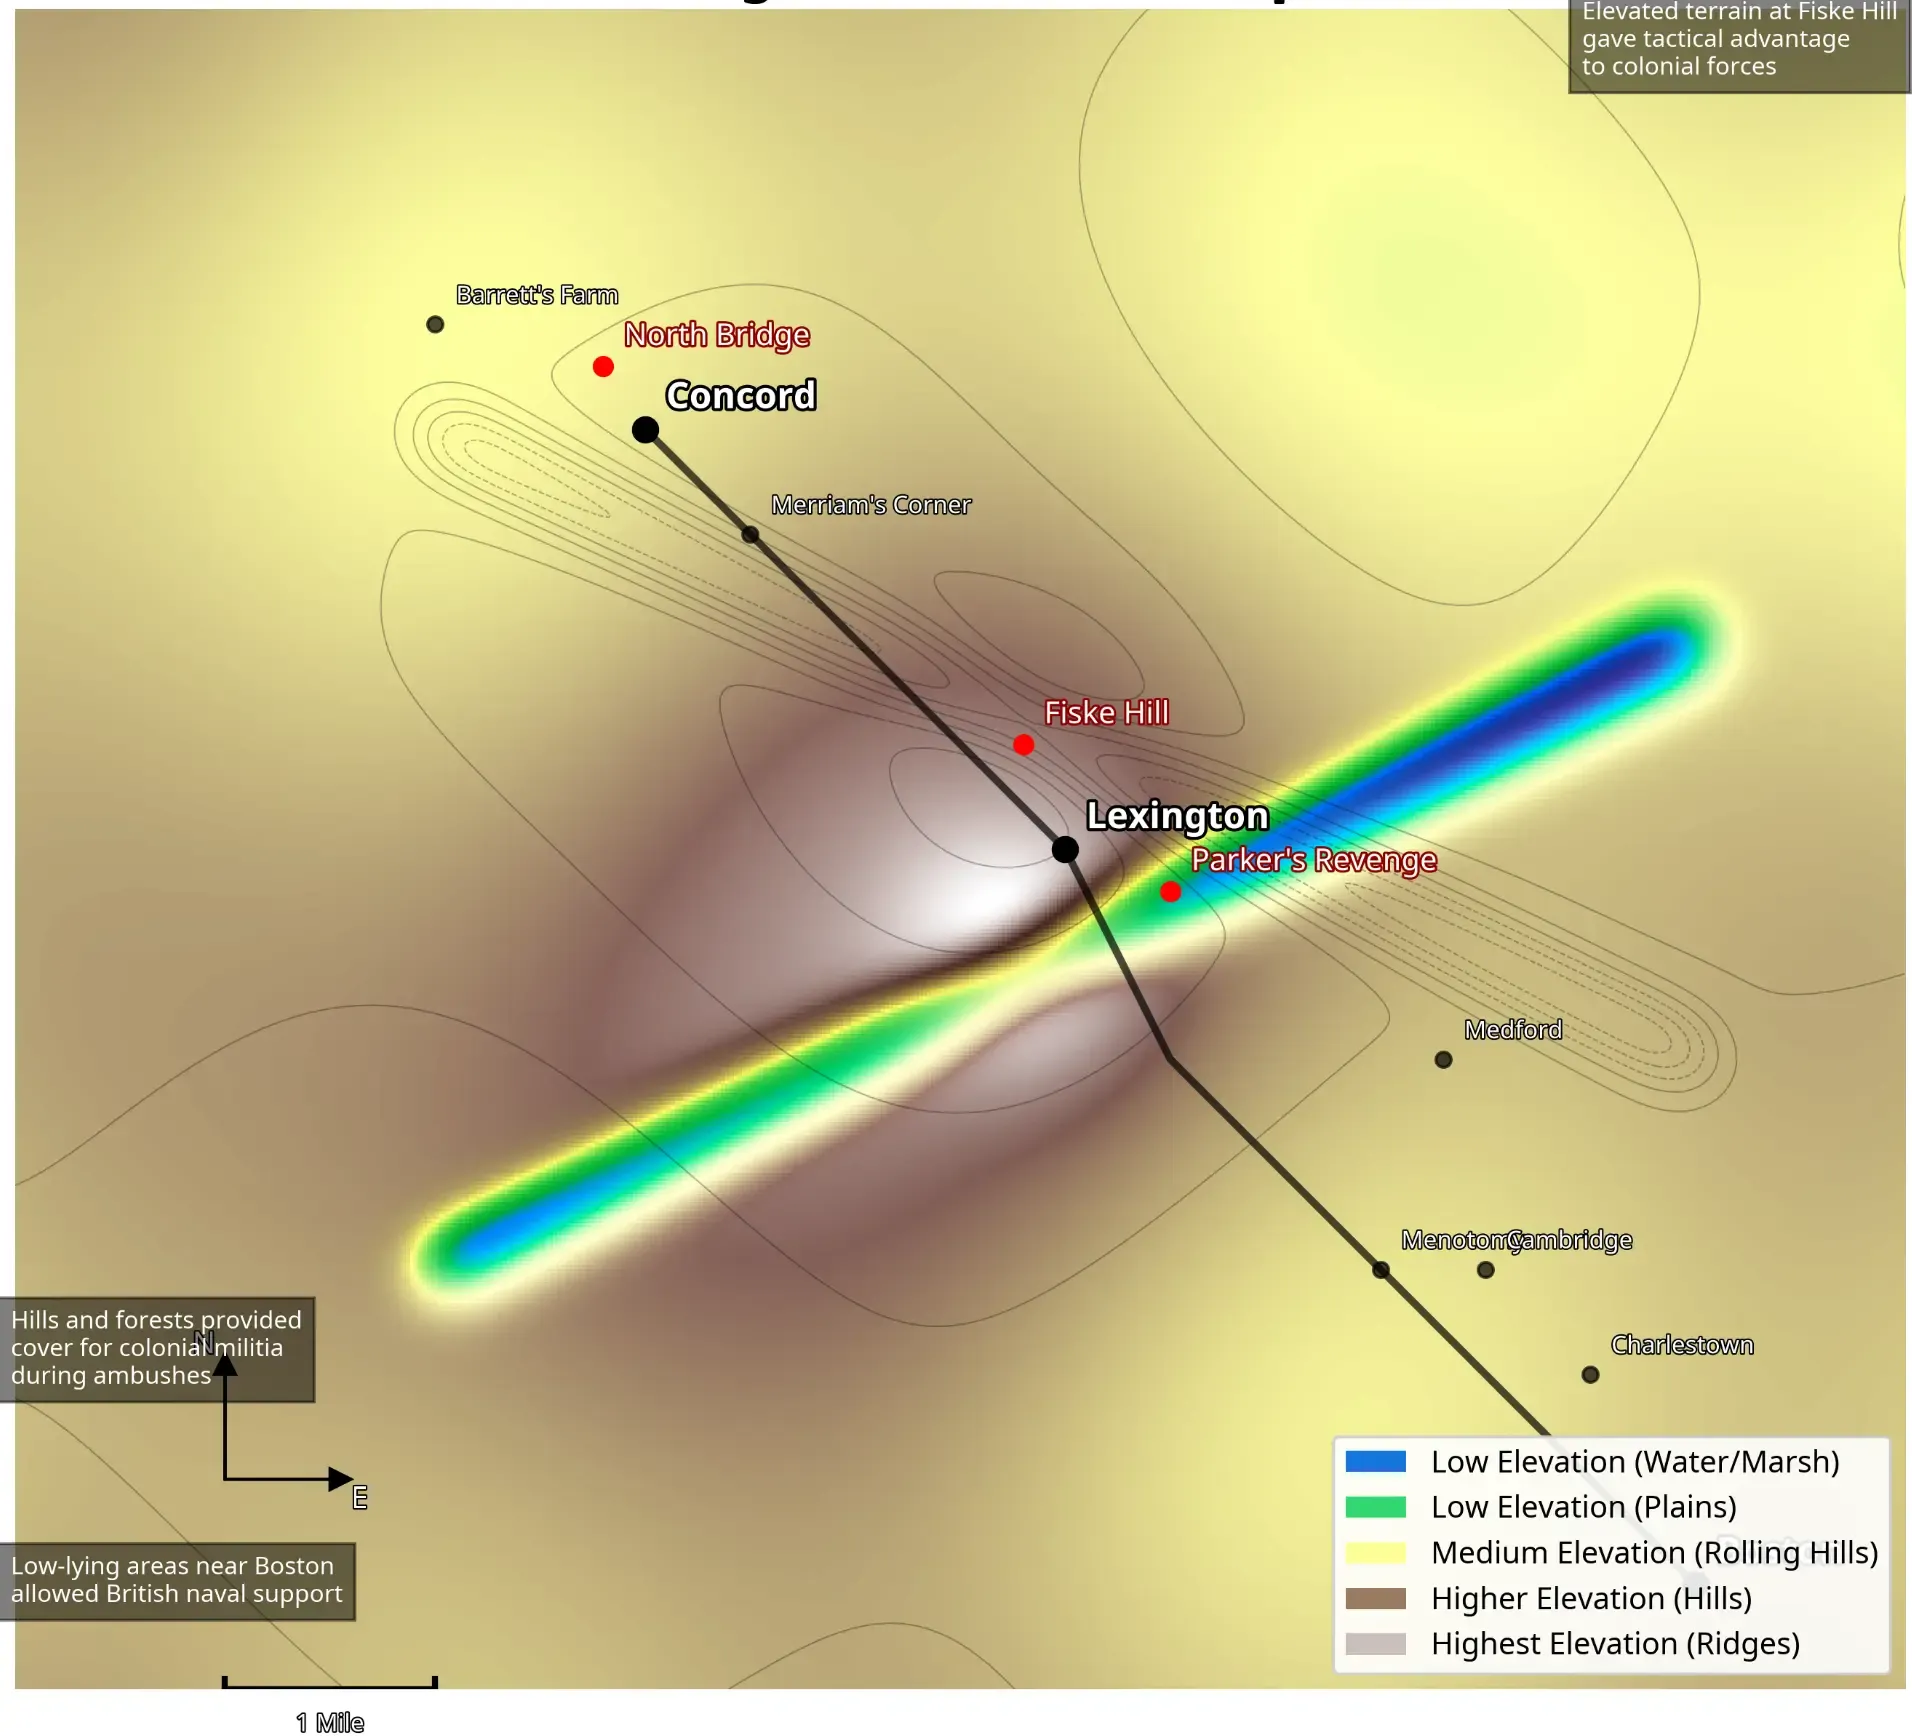 Elevated terrain at Fiske Hill
gave tactical advantage
to colonial forces
Barrett's Farm
North Bridge
Concord
Merriam's Corner
Fiske Hill
Lexington
Parker's Revenge
Medford
Menotomy
Cambridge
Charlestown
Hills and forests provided
cover for colonial militia
during ambushes
N
E
Low-lying areas near Boston
allowed British naval support
Low Elevation (Water/Marsh)
Low Elevation (Plains)
Medium Elevation (Rolling Hills)
Higher Elevation (Hills)
Highest Elevation (Ridges)
1 Mile